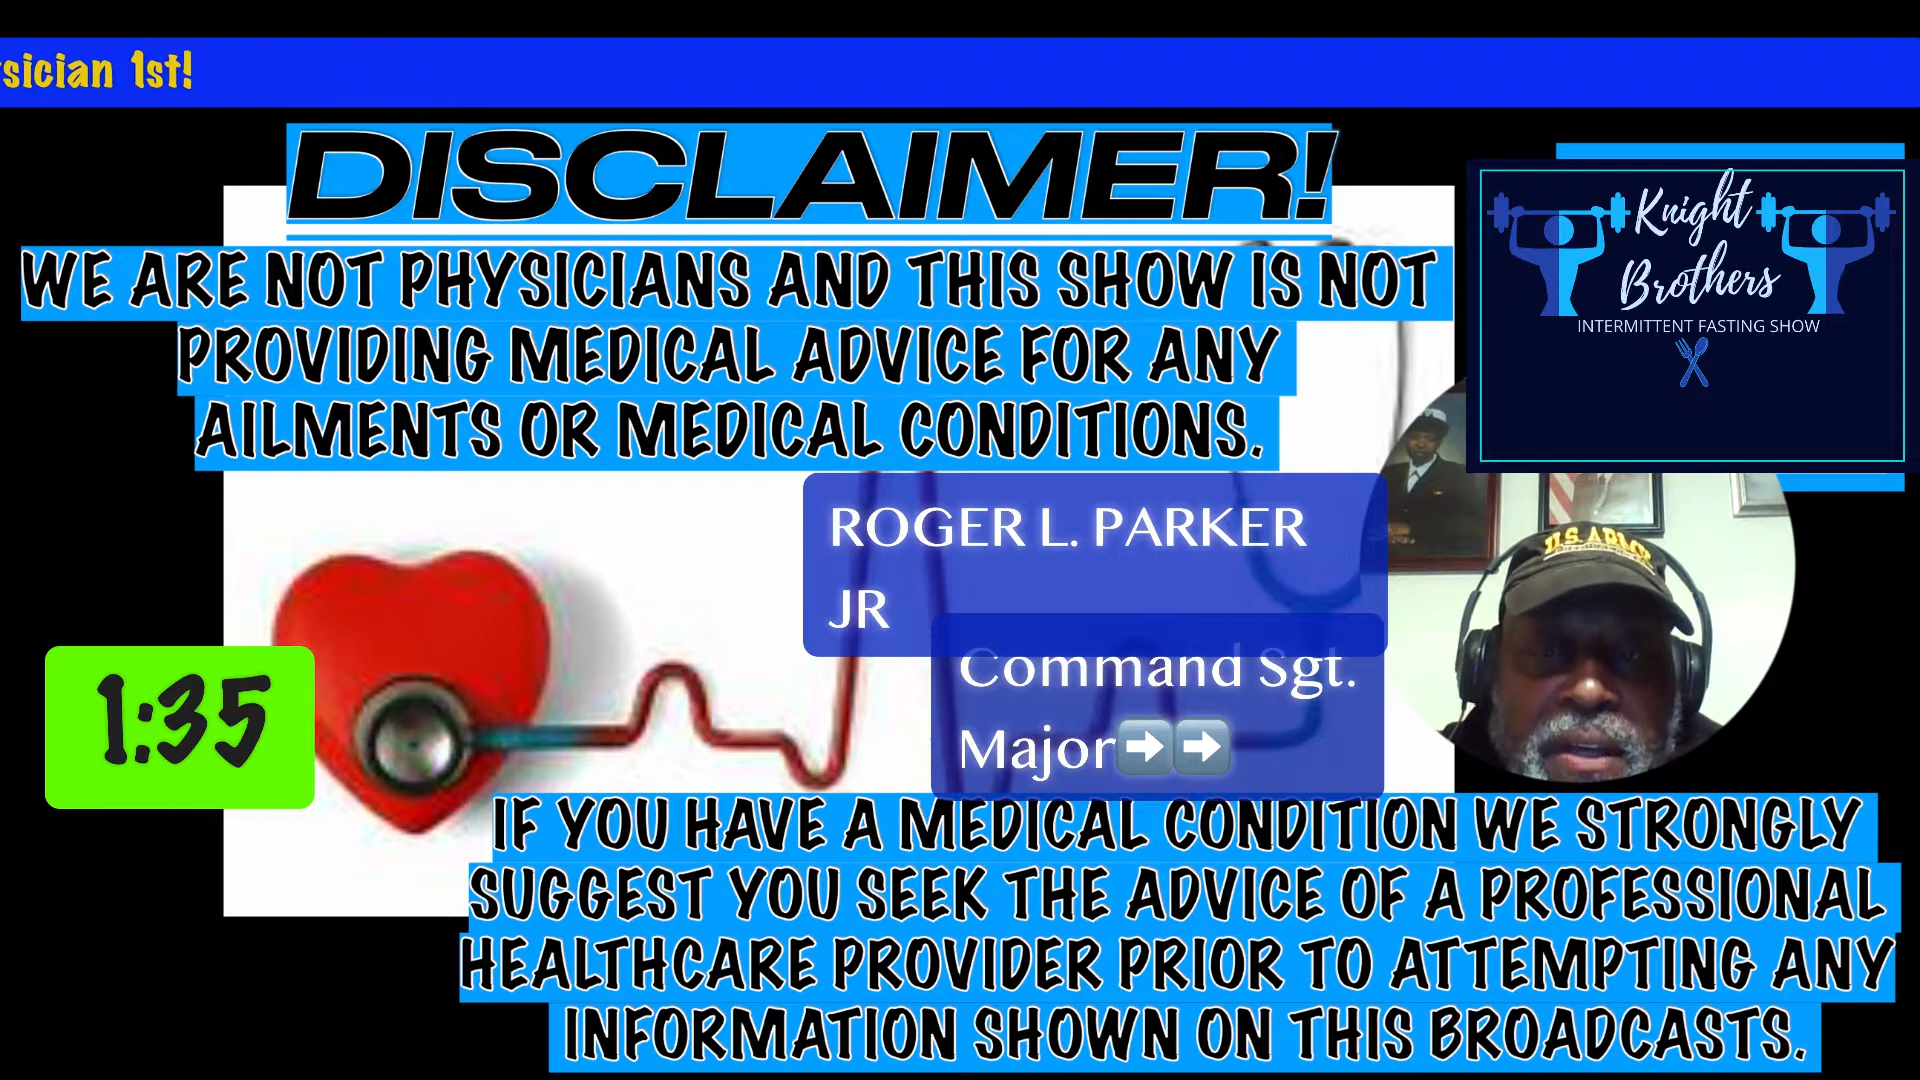 1st!
DISCLAIMER!
WE ARE NOT PHYSICIANS AND THIS SHOW IS NOT
PROVIDING MEDICAL ADVICE FOR ANY
AILMENTS OR MEDICAL CONDITIONS.
Knight
Brothers
INTERMITTENT FASTING SHOW
U.S. ARMY
ROGER L. PARKER
JR
Command Sgt.
Major➡️➡️
1:35
IF YOU HAVE A MEDICAL CONDITION WE STRONGLY
SUGGEST YOU SEEK THE ADVICE OF A PROFESSIONAL
HEALTHCARE PROVIDER PRIOR TO ATTEMPTING ANY
INFORMATION SHOWN ON THIS BROADCASTS.